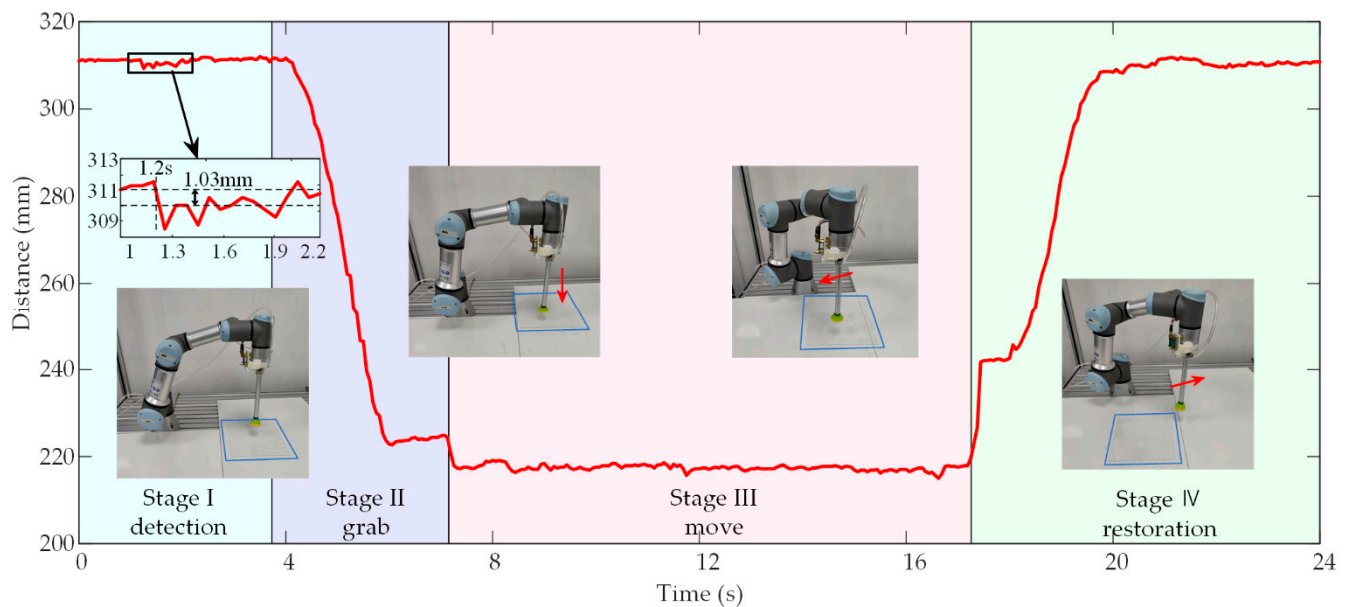 320
300
280
260
240
220
200
Distance (mm)
313
311
309
1.2s
1.03mm
1
1.3
1.6
1.9
2.2
Stage I
detection
Stage II
grab
Stage III
move
Stage IV
restoration
0
4
8
12
16
20
24
Time (s)